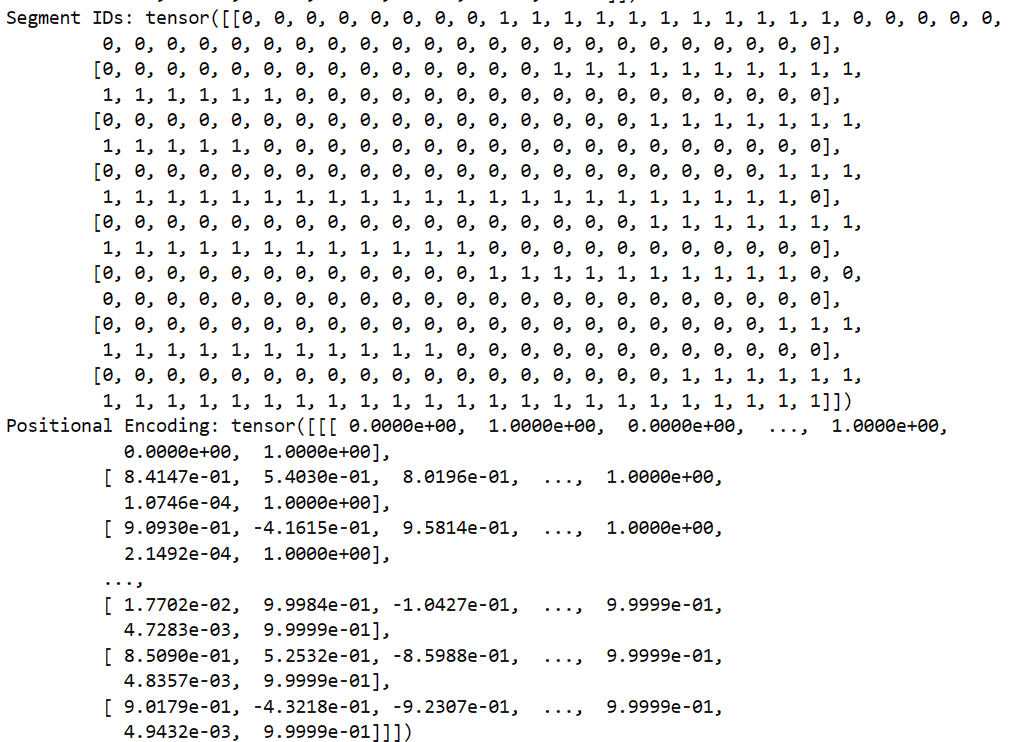 Segment IDs: tensor([[0, 0, 0, 0, 0, 0, 0, 0, 1, 1, 1, 1, 1, 1, 1, 1, 1, 1, 1, 0, 0, 0, 0, 0,
0, 0, 0, 0, 0, 0, 0, 0, 0, 0, 0, 0, 0, 0, 0, 0, 0, 0, 0, 0, 0, 0, 0],
[0, 0, 0, 0, 0, 0, 0, 0, 0, 0, 0, 0, 0, 0, 1, 1, 1, 1, 1, 1, 1, 1, 1, 1,
1, 1, 1, 1, 1, 1, 0, 0, 0, 0, 0, 0, 0, 0, 0, 0, 0, 0, 0, 0, 0, 0, 0],
[0, 0, 0, 0, 0, 0, 0, 0, 0, 0, 0, 0, 0, 0, 0, 0, 0, 1, 1, 1, 1, 1, 1, 1,
1, 1, 1, 1, 1, 0, 0, 0, 0, 0, 0, 0, 0, 0, 0, 0, 0, 0, 0, 0, 0, 0, 0],
[0, 0, 0, 0, 0, 0, 0, 0, 0, 0, 0, 0, 0, 0, 0, 0, 0, 0, 0, 0, 0, 1, 1, 1,
1, 1, 1, 1, 1, 1, 1, 1, 1, 1, 1, 1, 1, 1, 1, 1, 1, 1, 1, 1, 1, 1, 0],
[0, 0, 0, 0, 0, 0, 0, 0, 0, 0, 0, 0, 0, 0, 0, 0, 0, 1, 1, 1, 1, 1, 1, 1,
1, 1, 1, 1, 1, 1, 1, 1, 1, 1, 1, 1, 0, 0, 0, 0, 0, 0, 0, 0, 0, 0, 0],
[0, 0, 0, 0, 0, 0, 0, 0, 0, 0, 0, 0, 1, 1, 1, 1, 1, 1, 1, 1, 1, 1, 0, 0,
0, 0, 0, 0, 0, 0, 0, 0, 0, 0, 0, 0, 0, 0, 0, 0, 0, 0, 0, 0, 0, 0, 0],
[0, 0, 0, 0, 0, 0, 0, 0, 0, 0, 0, 0, 0, 0, 0, 0, 0, 0, 0, 0, 0, 1, 1, 1,
1, 1, 1, 1, 1, 1, 1, 1, 1, 1, 1, 0, 0, 0, 0, 0, 0, 0, 0, 0, 0, 0, 0],
[0, 0, 0, 0, 0, 0, 0, 0, 0, 0, 0, 0, 0, 0, 0, 0, 0, 0, 1, 1, 1, 1, 1, 1,
1, 1, 1, 1, 1, 1, 1, 1, 1, 1, 1, 1, 1, 1, 1, 1, 1, 1, 1, 1, 1, 1, 1]])
Positional Encoding: tensor([[[ 0.0000e+00, 1.0000e+00, 0.0000e+00, ..., 1.0000e+00,
0.0000e+00, 1.0000e+00],
[ 8.4147e-01, 5.4030e-01, 8.0196e-01, ..., 1.0000e+00,
1.0746e-04, 1.0000e+00],
[ 9.0930e-01, -4.1615e-01, 9.5814e-01, ..., 1.0000e+00,
2.1492e-04, 1.0000e+00],
...,
[ 1.7702e-02, 9.9984e-01, -1.0427e-01, ..., 9.9999e-01,
4.7283e-03, 9.9999e-01],
[ 8.5090e-01, 5.2532e-01, -8.5988e-01, ..., 9.9999e-01,
4.8357e-03, 9.9999e-01],
[ 9.0179e-01, -4.3218e-01, -9.2307e-01, ..., 9.9999e-01,
4.9432e-03, 9.9999e-01]]])